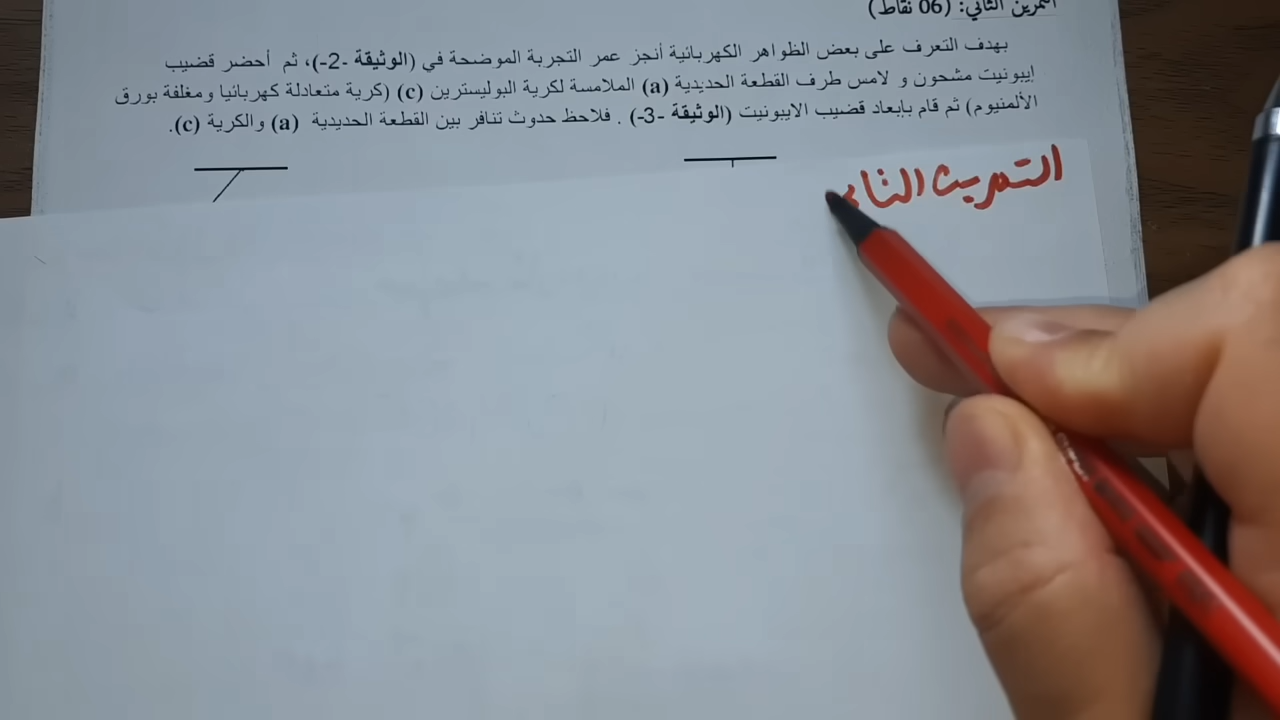 التمرين الثاني: (06 نقاط)
بهدف التعرف على بعض الظواهر الكهربائية أنجز عمر التجربة الموضحة في (الوثيقة -2-)، ثم أحضر قضيب
إيبونيت مشحون و لامس طرف القطعة الحديدية (a) الملامسة لكرية البوليسترين (c) (كرية متعادلة كهربائيا ومغلفة بورق
الألمنيوم) ثم قام بإبعاد قضيب الايبونيت (الوثيقة -3-) . فلاحظ حدوث تنافر بين القطعة الحديدية (a) والكرية (c).
التمرين الثاني